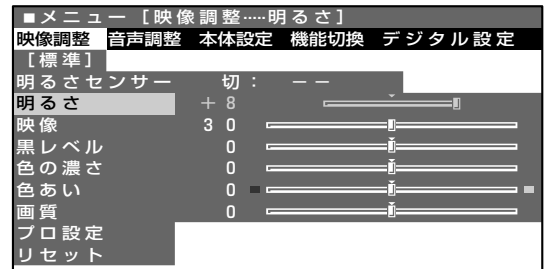 ■メニュー [映像調整……明るさ]
映像調整 音声調整 本体設定 機能切換 デジタル設定
[標準]
明るさセンサー 切: －－
明るさ ＋8
映像 30
黒レベル 0
色の濃さ 0
色あい 0
画質 0
プロ設定
リセット